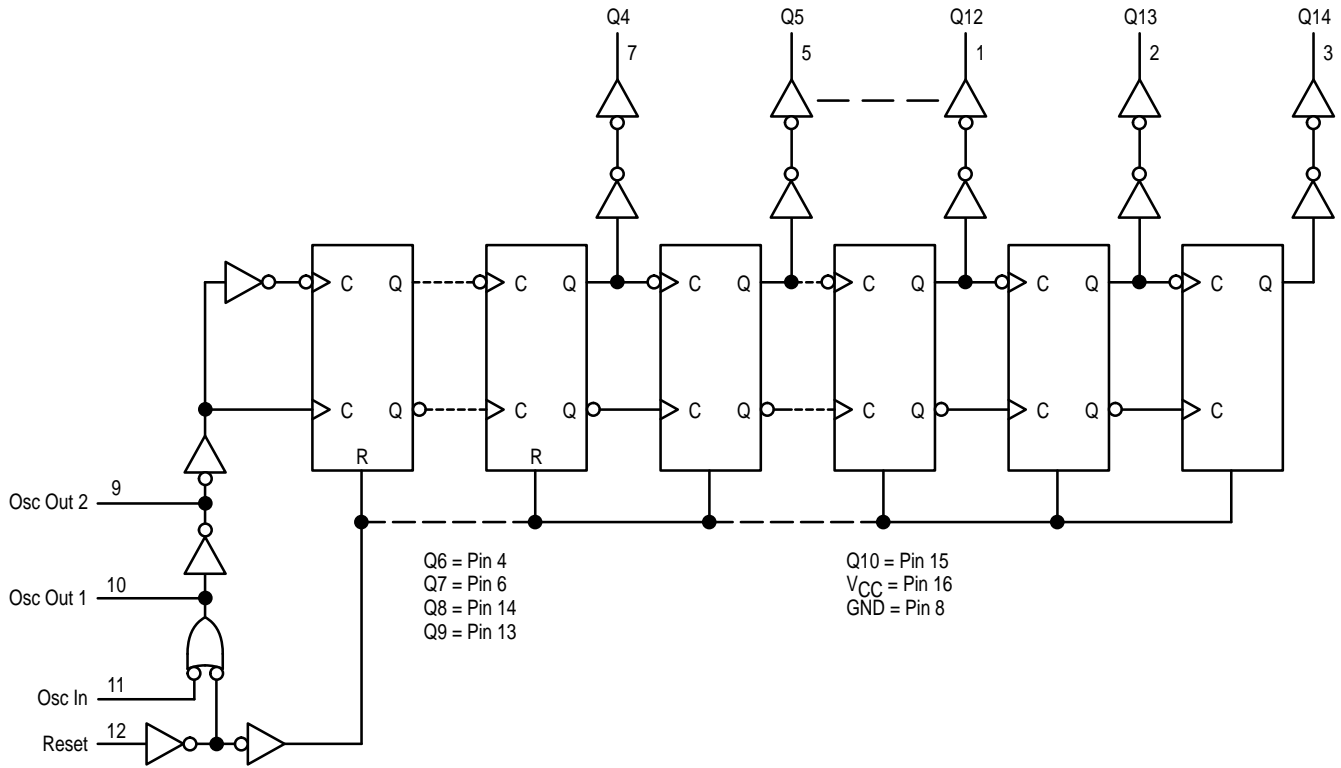 Q4 Q5 Q12 Q13 Q14
7 5 1 2 3
C Q C Q C Q C Q C Q C Q
C Q C Q C Q C Q C Q C
R R
Osc Out 2 9
Q6 = Pin 4
Q7 = Pin 6
Q8 = Pin 14
Q9 = Pin 13
Q10 = Pin 15
VCC = Pin 16
GND = Pin 8
Osc Out 1 10
Osc In 11
Reset 12